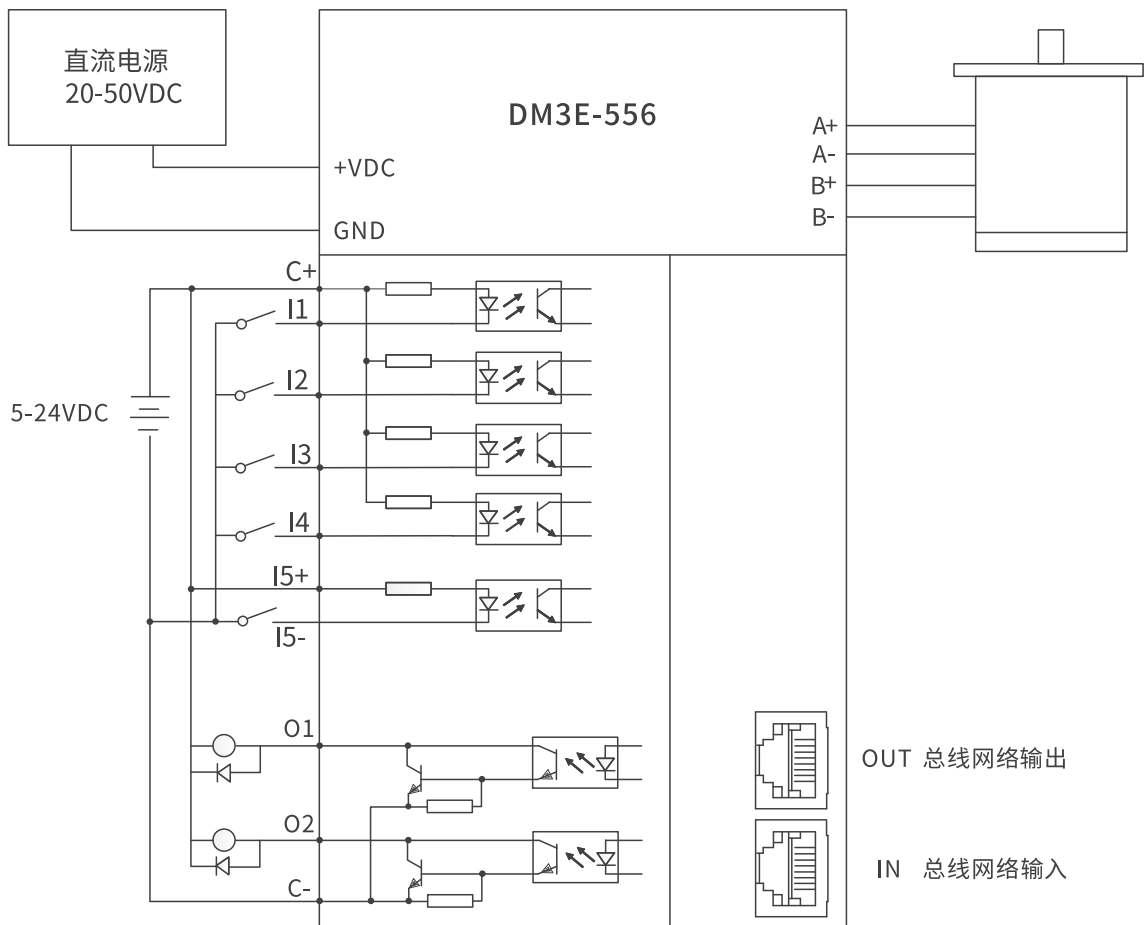 直流电源
20-50VDC
DM3E-556
+VDC
GND
A+
A-
B+
B-
C+
I1
I2
5-24VDC
I3
I4
I5+
I5-
O1
OUT 总线网络输出
O2
IN 总线网络输入
C-